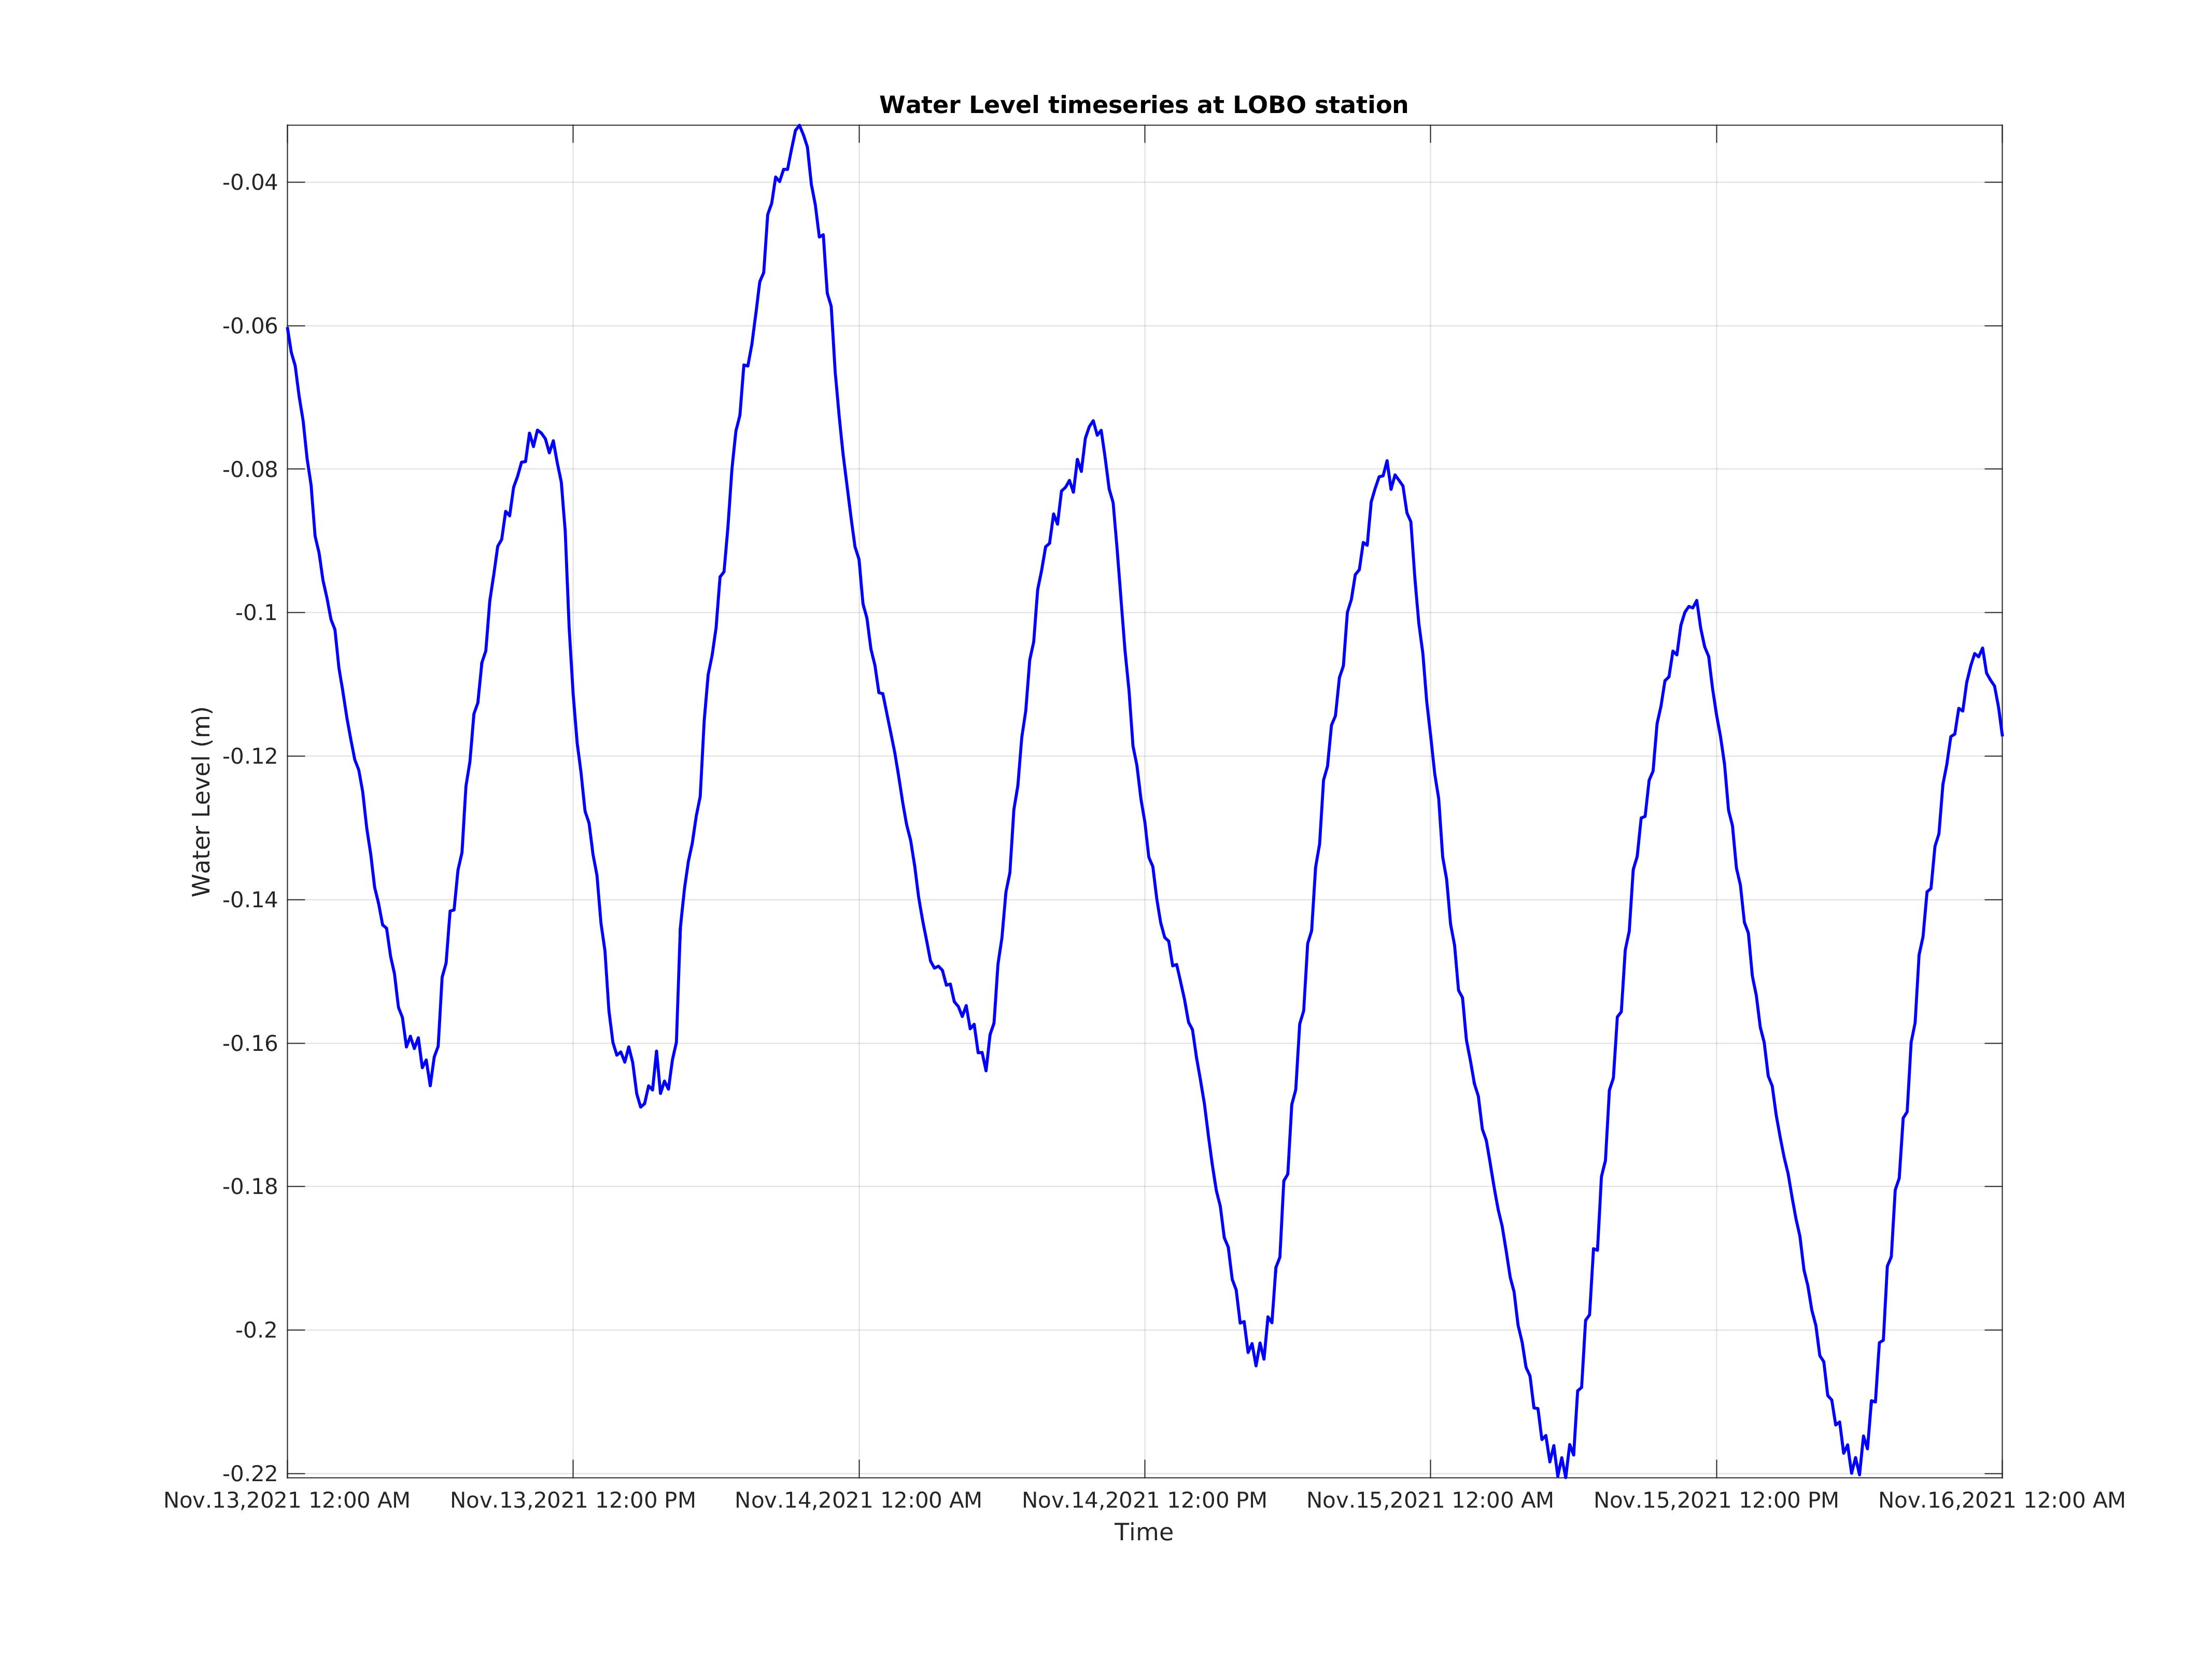 Water Level timeseries at LOBO station
-0.04
-0.06
-0.08
-0.1
-0.12
-0.14
-0.16
-0.18
-0.2
-0.22
Water Level (m)
Nov.13,2021 12:00 AM Nov.13,2021 12:00 PM Nov.14,2021 12:00 AM Nov.14,2021 12:00 PM Nov.15,2021 12:00 AM Nov.15,2021 12:00 PM Nov.16,2021 12:00 AM
Time